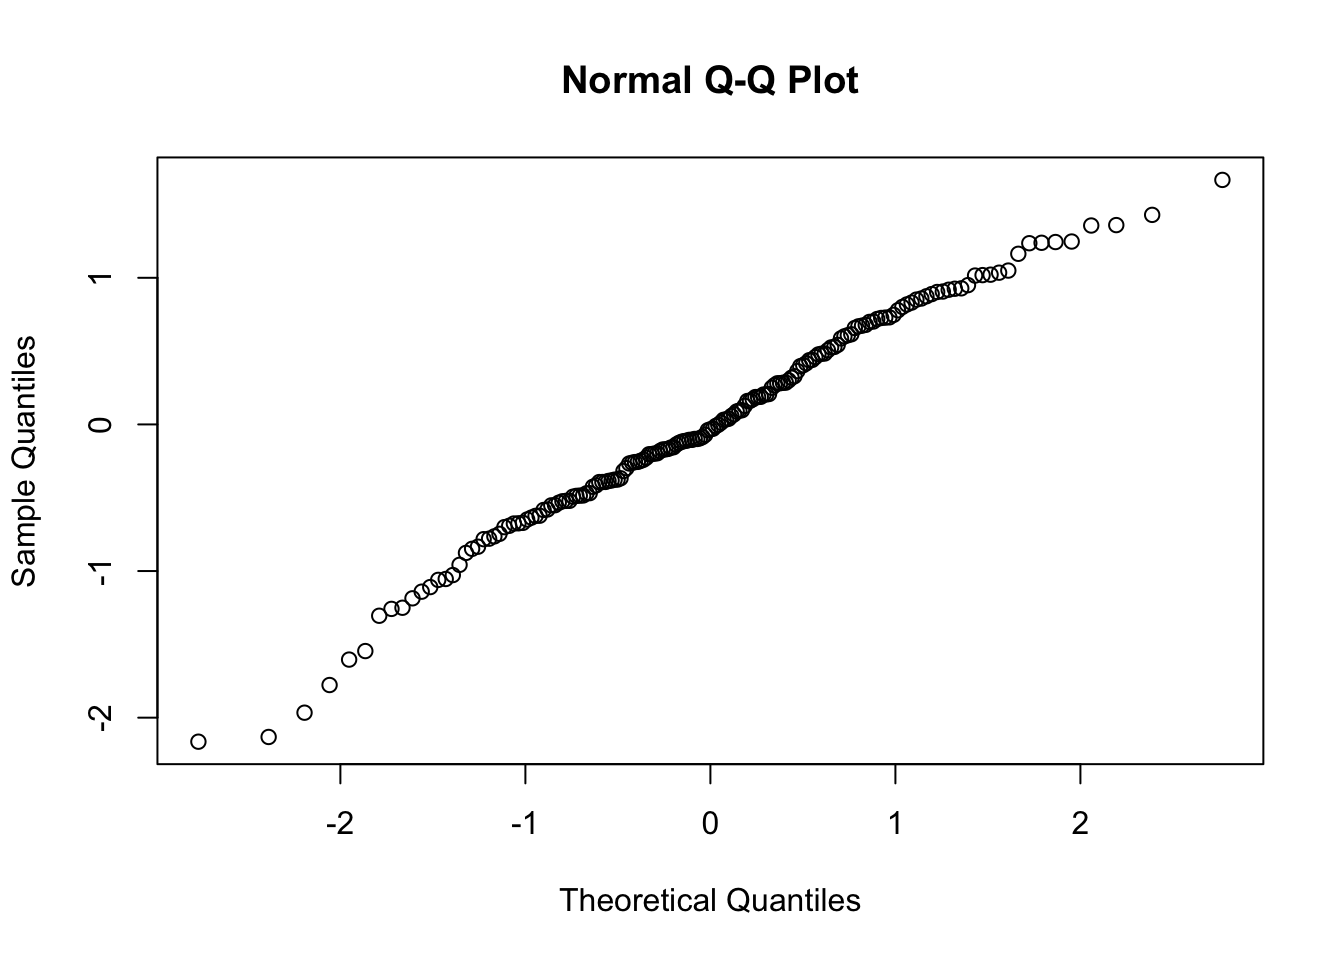 Normal Q-Q Plot
Sample Quantiles
1
0
-1
-2
-2 -1 0 1 2
Theoretical Quantiles